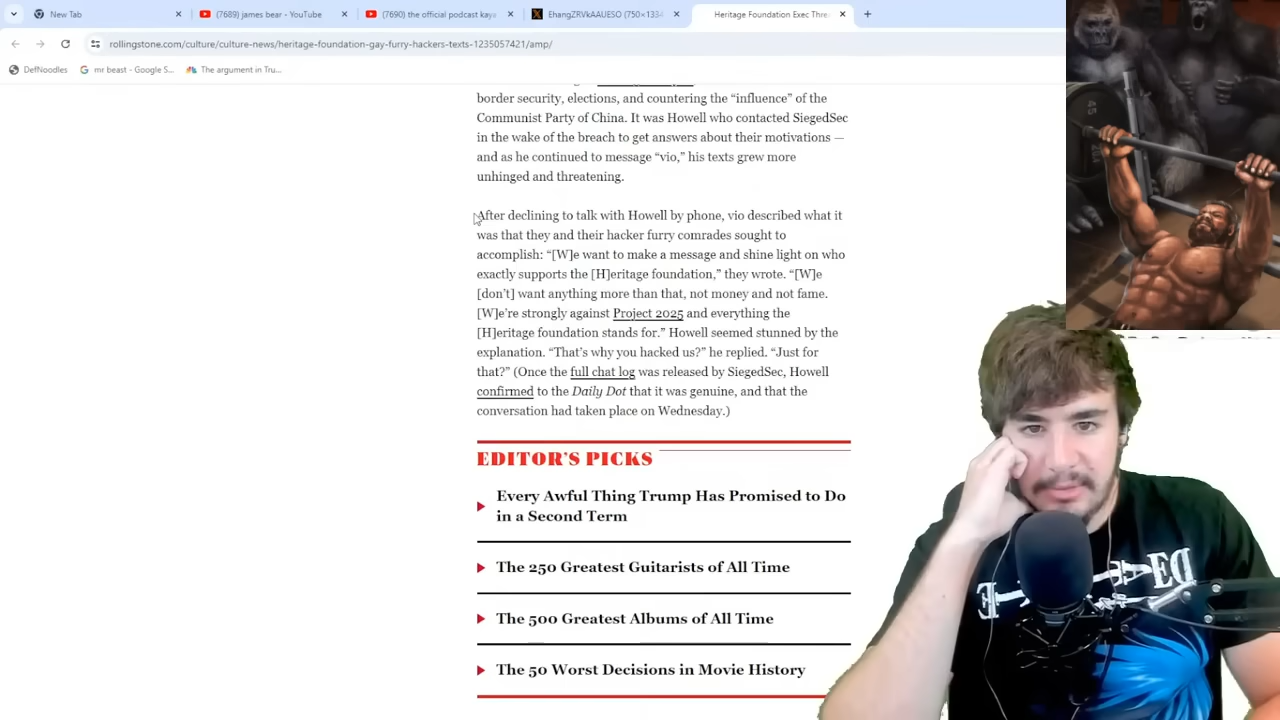 New Tab
(7689) james bear - YouTube
(7690) the official podcast kaya
EhangZRVkAAUESO (750×133
Heritage Foundation Exec Thre
rollingstone.com/culture/culture-news/heritage-foundation-gay-furry-hackers-texts-1235057421/amp/
DefNoodles
mr beast - Google S...
The argument in Tru...
border security, elections, and countering the “influence” of the
Communist Party of China. It was Howell who contacted SiegedSec
in the wake of the breach to get answers about their motivations —
and as he continued to message “vio,” his texts grew more
unhinged and threatening.
After declining to talk with Howell by phone, vio described what it
was that they and their hacker furry comrades sought to
accomplish: “[W]e want to make a message and shine light on who
exactly supports the [H]eritage foundation,” they wrote. “[W]e
[don’t] want anything more than that, not money and not fame.
[W]e’re strongly against Project 2025 and everything the
[H]eritage foundation stands for.” Howell seemed stunned by the
explanation. “That’s why you hacked us?” he replied. “Just for
that?” (Once the full chat log was released by SiegedSec, Howell
confirmed to the Daily Dot that it was genuine, and that the
conversation had taken place on Wednesday.)
EDITOR’S PICKS
Every Awful Thing Trump Has Promised to Do
in a Second Term
The 250 Greatest Guitarists of All Time
The 500 Greatest Albums of All Time
The 50 Worst Decisions in Movie History